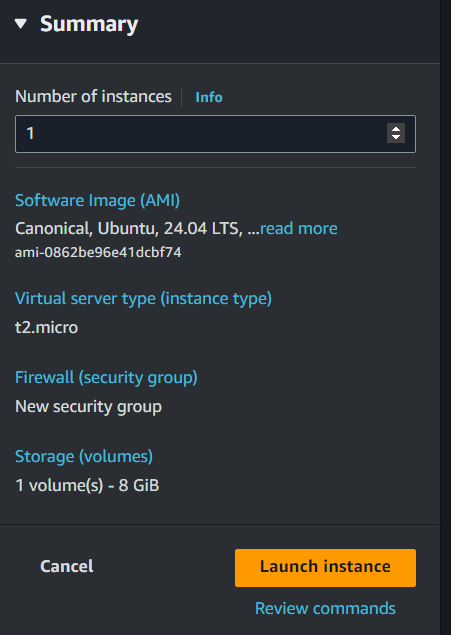 Summary
Number of instances Info
1
Software Image (AMI)
Canonical, Ubuntu, 24.04 LTS, ...read more
ami-0862be96e41dcbf74
Virtual server type (instance type)
t2.micro
Firewall (security group)
New security group
Storage (volumes)
1 volume(s) - 8 GiB
Cancel Launch instance
Review commands